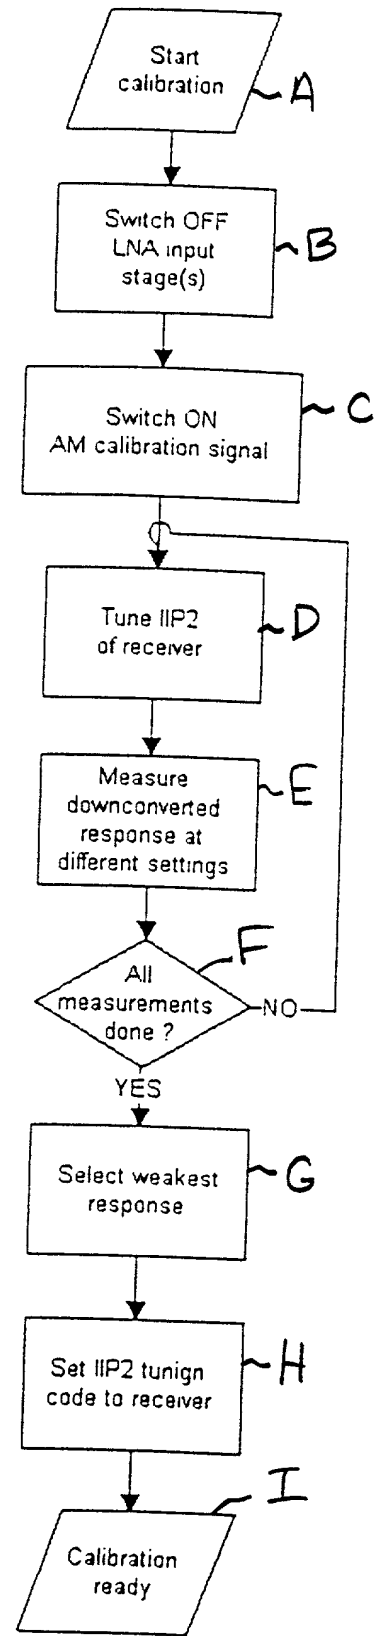 Start
calibration
A
Switch OFF
LNA input
stage(s)
B
Switch ON
AM calibration signal
C
Tune IIP2
of receiver
D
Measure
downconverted
response at
different settings
E
F
All
measurements
done ?
NO
YES
Select weakest
response
G
Set IIP2 tunign
code to receiver
H
I
Calibration
ready